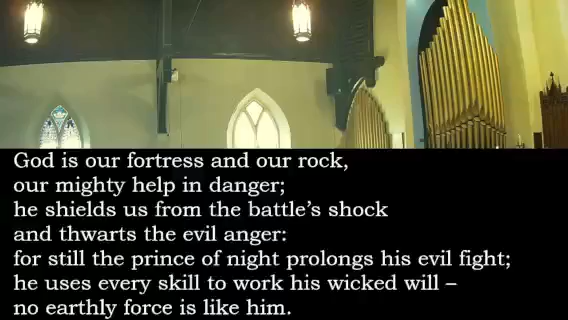 God is our fortress and our rock,
our mighty help in danger;
he shields us from the battle’s shock
and thwarts the evil anger:
for still the prince of night prolongs his evil fight;
he uses every skill to work his wicked will –
no earthly force is like him.